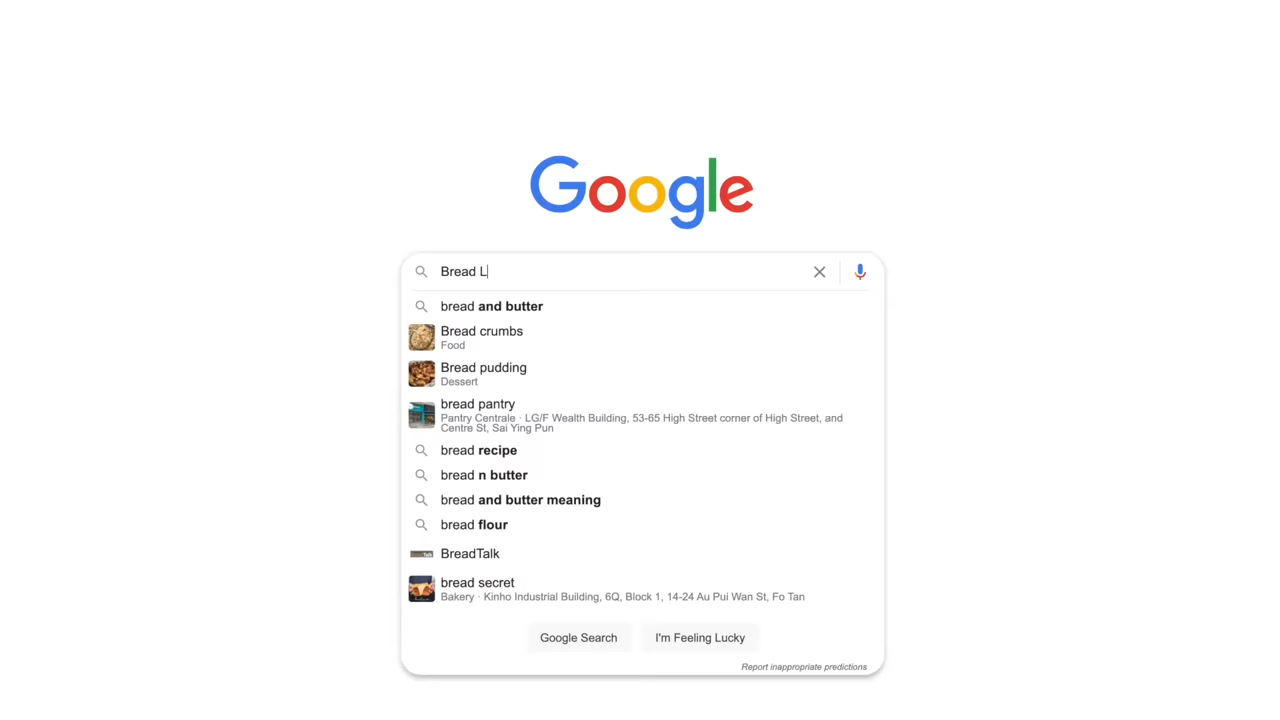 Google
Bread L
bread and butter
Bread crumbs
Food
Bread pudding
Dessert
bread pantry
Pantry Centrale · LG/F Wealth Building, 53-65 High Street corner of High Street, and
Centre St, Sai Ying Pun
bread recipe
bread n butter
bread and butter meaning
bread flour
BreadTalk
bread secret
Bakery · Kinho Industrial Building, 6Q, Block 1, 14-24 Au Pui Wan St, Fo Tan
Google Search
I'm Feeling Lucky
Report inappropriate predictions